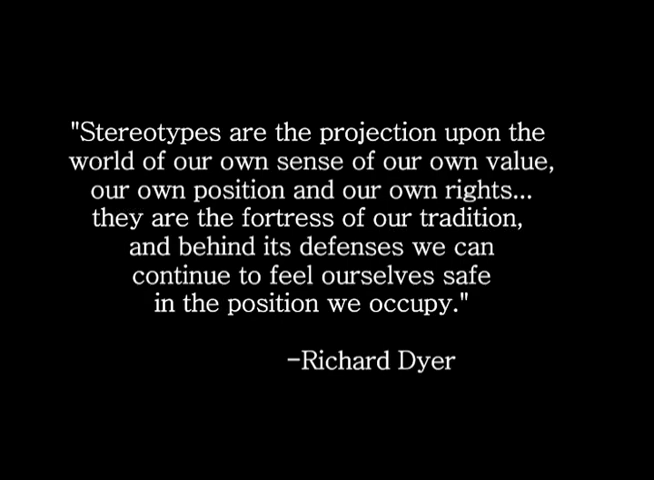 "Stereotypes are the projection upon the
world of our own sense of our own value,
our own position and our own rights...
they are the fortress of our tradition,
and behind its defenses we can
continue to feel ourselves safe
in the position we occupy."
-Richard Dyer